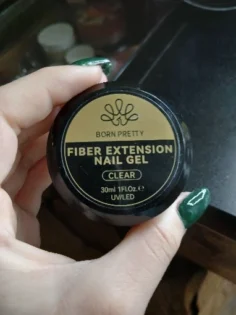 BORN PRETTY
FIBER EXTENSION
NAIL GEL
CLEAR
30ml 1Fl.Oz.℮
UV/LED